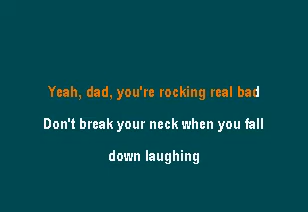 Yeah, dad, you're rocking real bad
Don't break your neck when you fall
down laughing